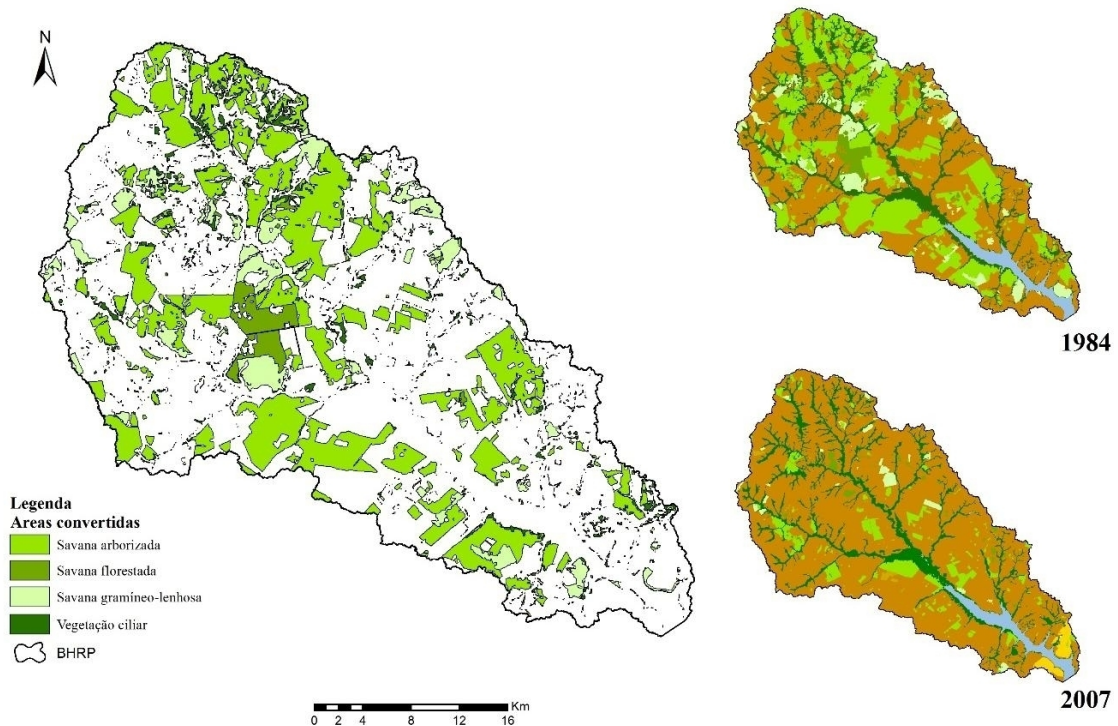 N
1984
Legenda
Areas convertidas
Savana arborizada
Savana florestada
Savana gramíneo-lenhosa
Vegetação ciliar
BHRP
Km
0 2 4 8 12 16
2007